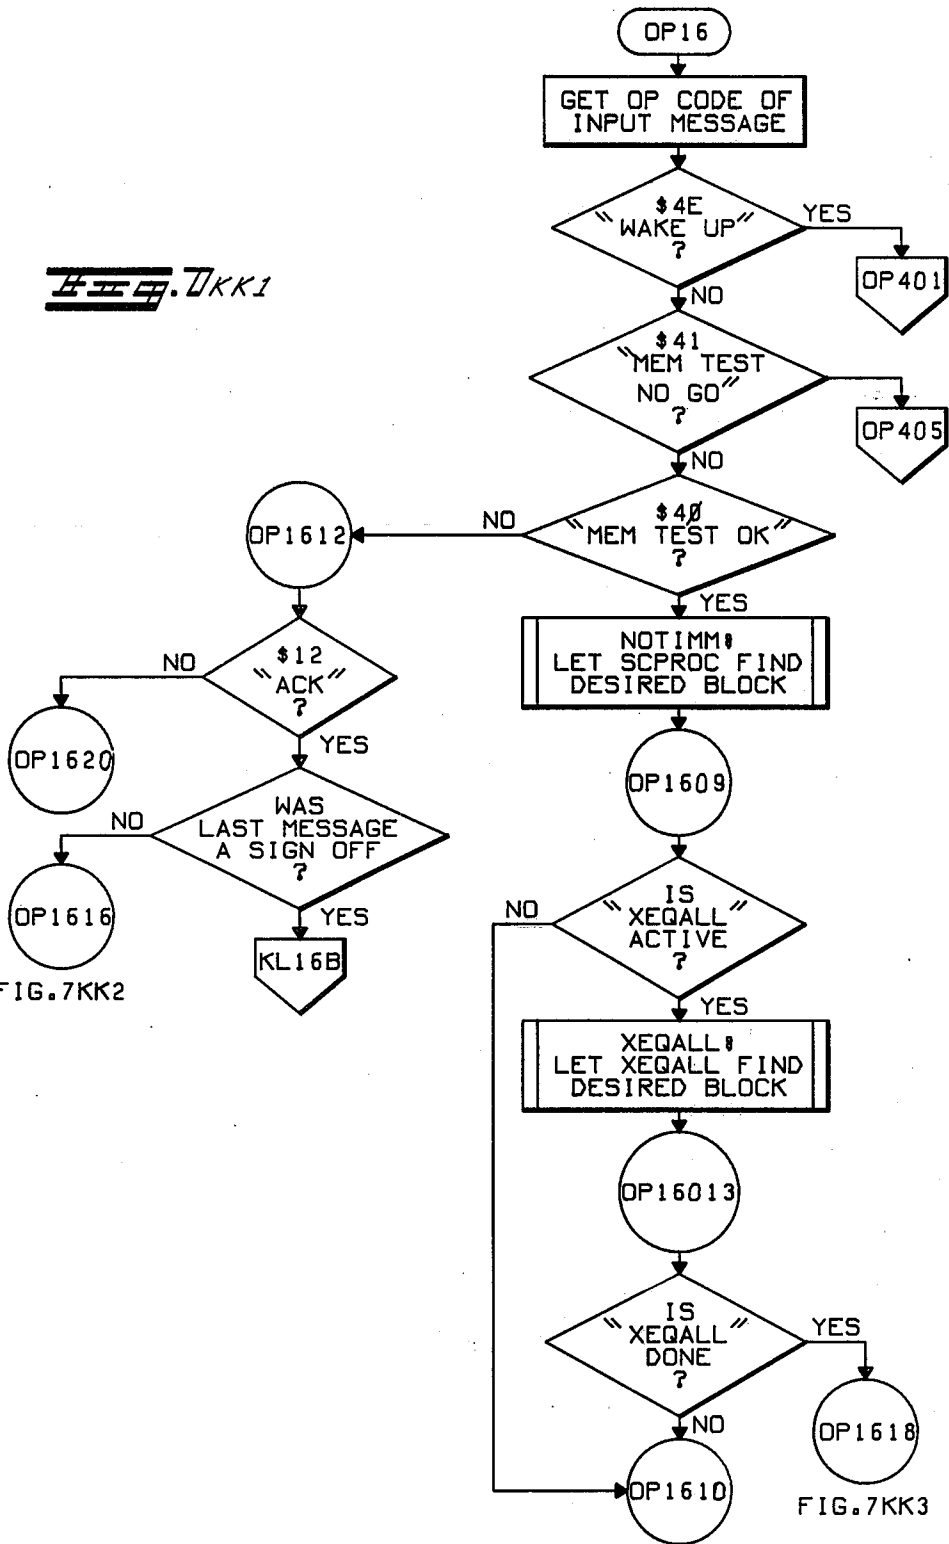 OP16
GET OP CODE OF
INPUT MESSAGE
$4E
"WAKE UP"
?
YES
OP401
NO
Fig. 7KK1
$41
"MEM TEST
NO GO"
?
OP405
NO
$40
"MEM TEST OK"
?
NO
OP1612
YES
NOTIMM:
LET SCPROC FIND
DESIRED BLOCK
$12
"ACK"
?
NO
OP1620
YES
OP1609
WAS
LAST MESSAGE
A SIGN OFF
?
NO
OP1616
FIG.7KK2
YES
KL16B
IS
"XEQALL"
ACTIVE
?
NO
YES
XEQALL:
LET XEQALL FIND
DESIRED BLOCK
OP16013
IS
"XEQALL"
DONE
?
YES
OP1618
FIG.7KK3
NO
OP1610